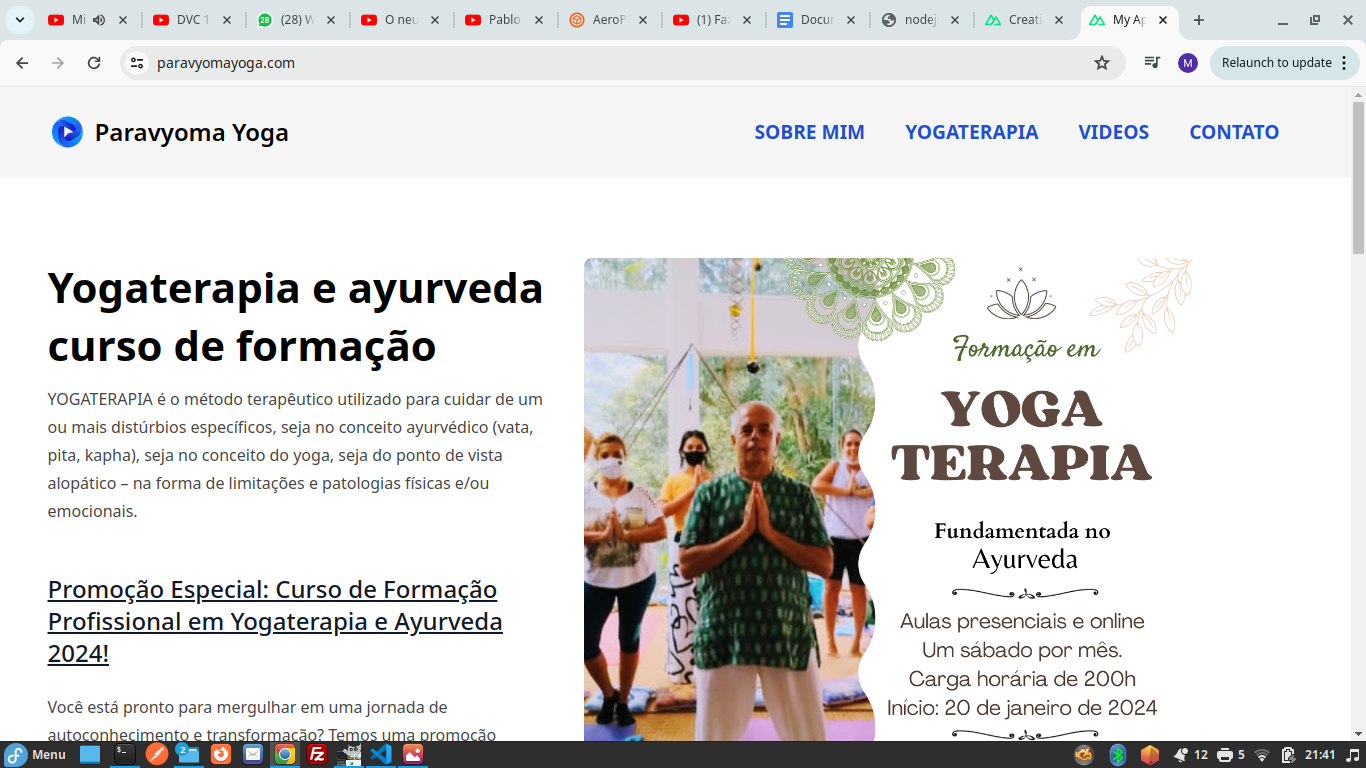 Mi
DVC 1
28
(28) W
O neu
Pablo
AeroP
(1) Faz
Docur
nodej
Creati
My Ap
paravyomayoga.com
M
Relaunch to update
Paravyoma Yoga
SOBRE MIM
YOGATERAPIA
VIDEOS
CONTATO
Yogaterapia e ayurveda
curso de formação
YOGATERAPIA é o método terapêutico utilizado para cuidar de um
ou mais distúrbios específicos, seja no conceito ayurvédico (vata,
pita, kapha), seja no conceito do yoga, seja do ponto de vista
alopático – na forma de limitações e patologias físicas e/ou
emocionais.
Promoção Especial: Curso de Formação
Profissional em Yogaterapia e Ayurveda
2024!
Você está pronto para mergulhar em uma jornada de
autoconhecimento e transformação? Temos uma promoção
Formação em
YOGA
TERAPIA
Fundamentada no
Ayurveda
Aulas presenciais e online
Um sábado por mês.
Carga horária de 200h
Início: 20 de janeiro de 2024
Menu
2
12
5
21:41